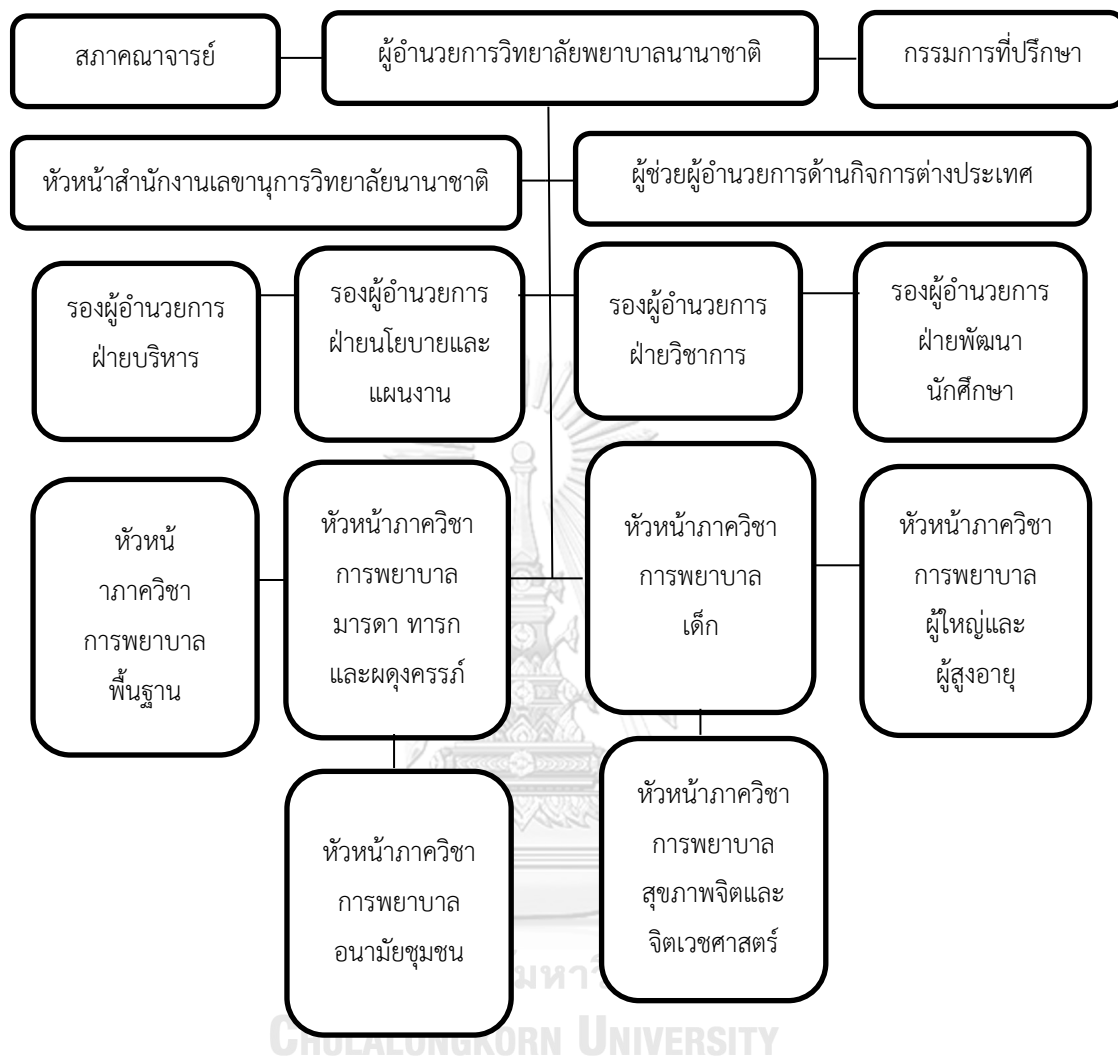 สภาคณาจารย์
ผู้อำนวยการวิทยาลัยพยาบาลนานาชาติ
กรรมการที่ปรึกษา
หัวหน้าสำนักงานเลขานุการวิทยาลัยนานาชาติ
ผู้ช่วยผู้อำนวยการด้านกิจการต่างประเทศ
รองผู้อำนวยการ
ฝ่ายบริหาร
รองผู้อำนวยการ
ฝ่ายนโยบายและ
แผนงาน
รองผู้อำนวยการ
ฝ่ายวิชาการ
รองผู้อำนวยการ
ฝ่ายพัฒนา
นักศึกษา
หัวหน้
าภาควิชา
การพยาบาล
พื้นฐาน
หัวหน้าภาควิชา
การพยาบาล
มารดา ทารก
และผดุงครรภ์
หัวหน้าภาควิชา
การพยาบาล
เด็ก
หัวหน้าภาควิชา
การพยาบาล
ผู้ใหญ่และ
ผู้สูงอายุ
หัวหน้าภาควิชา
การพยาบาล
อนามัยชุมชน
หัวหน้าภาควิชา
การพยาบาล
สุขภาพจิตและ
จิตเวชศาสตร์
CHULALONGKORN UNIVERSITY